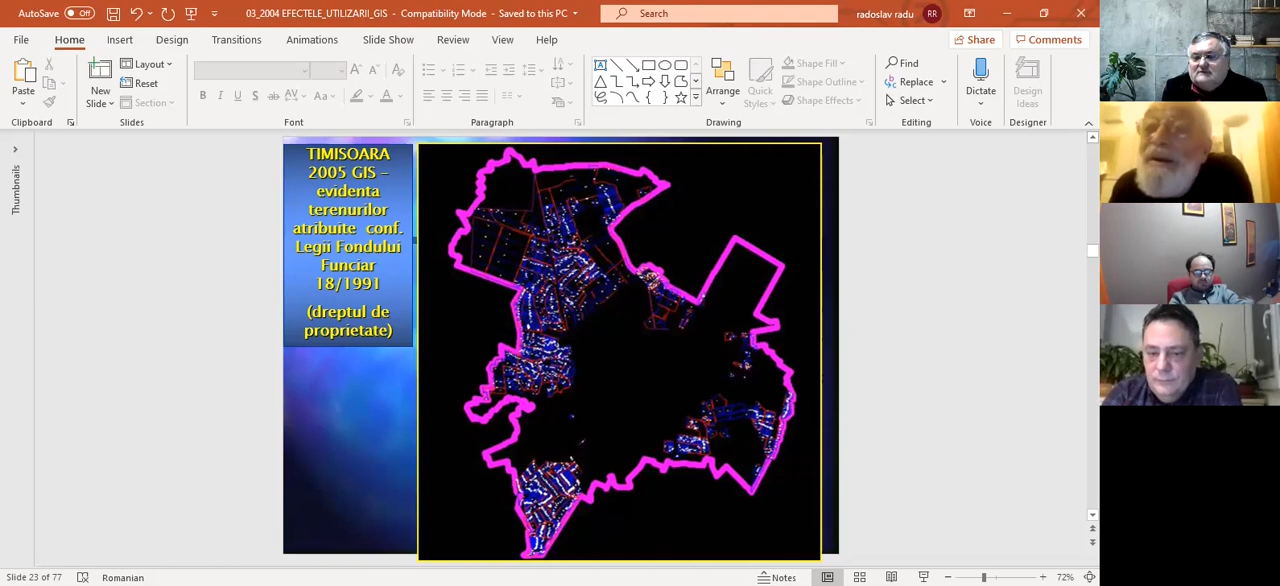 AutoSave Off
03_2004 EFECTELE_UTILIZARII_GIS - Compatibility Mode - Saved to this PC
Search
radoslav radu RR
File Home Insert Design Transitions Animations Slide Show Review View Help
Share Comments
Paste
New
Slide
Layout
Reset
Section
B I U S ab AV Aa A A
Arrange
Quick
Styles
Shape Fill
Shape Outline
Shape Effects
Find
Replace
Select
Dictate
Design
Ideas
Clipboard Slides Font Paragraph Drawing Editing Voice Designer
Thumbnails
TIMISOARA
2005 GIS -
evidenta
terenurilor
atribuite conf.
Legii Fondului
Funciar
18/1991
(dreptul de
proprietate)
Slide 23 of 77 Romanian Notes 72%